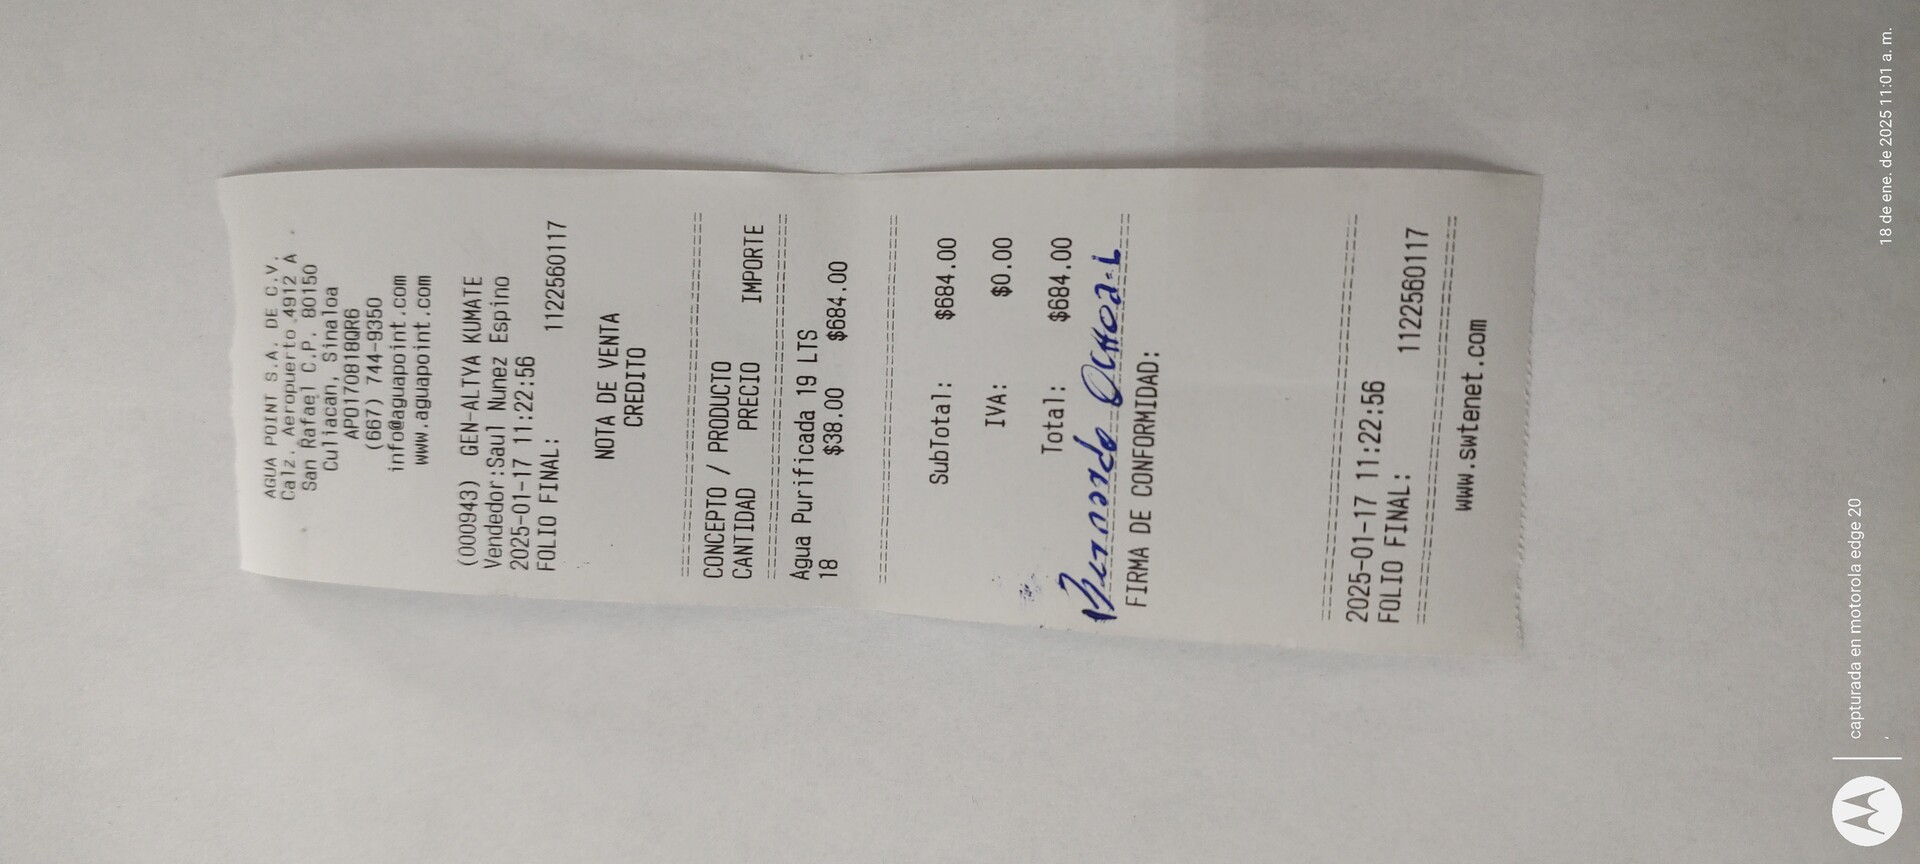 AGUA POINT S.A. DE C.V.
Calz. Aeropuerto 4912 A
San Rafael C.P. 80150
Culiacan, Sinaloa
APO170818QR6
(667) 744-9350
info@aguapoint.com
www.aguapoint.com
(000943) GEN-ALTYA KUMATE
Vendedor:Saul Nunez Espino
2025-01-17 11:22:56
FOLIO FINAL: 1122560117
NOTA DE VENTA
CREDITO
CONCEPTO / PRODUCTO
CANTIDAD PRECIO IMPORTE
Agua Purificada 19 LTS
18 $38.00 $684.00
SubTotal: $684.00
IVA: $0.00
Total: $684.00
Bernardo Ochoa L
FIRMA DE CONFORMIDAD:
2025-01-17 11:22:56
FOLIO FINAL: 1122560117
www.swtenet.com
capturada en motorola edge 20
18 de ene. de 2025 11:01 a. m.